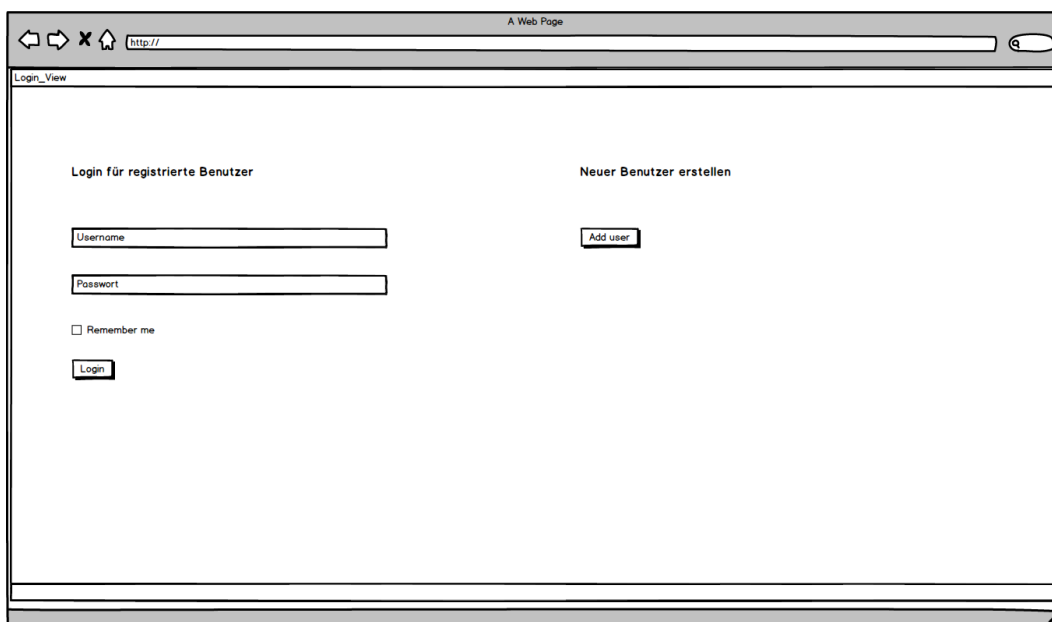 A Web Page
http://
Login_View
Login für registrierte Benutzer
Username
Passwort
Remember me
Login
Neuer Benutzer erstellen
Add user